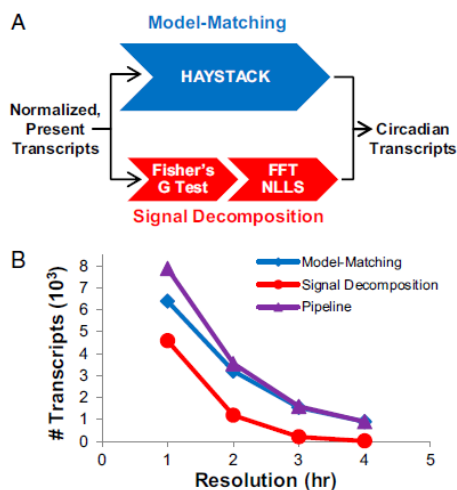 A
Model-Matching
HAYSTACK
Normalized,
Present
Transcripts
Circadian
Transcripts
Fisher's
G Test
FFT
NLLS
Signal Decomposition
B
# Transcripts (10³)
8
7
6
5
4
3
2
1
0
Model-Matching
Signal Decomposition
Pipeline
0 1 2 3 4 5
Resolution (hr)